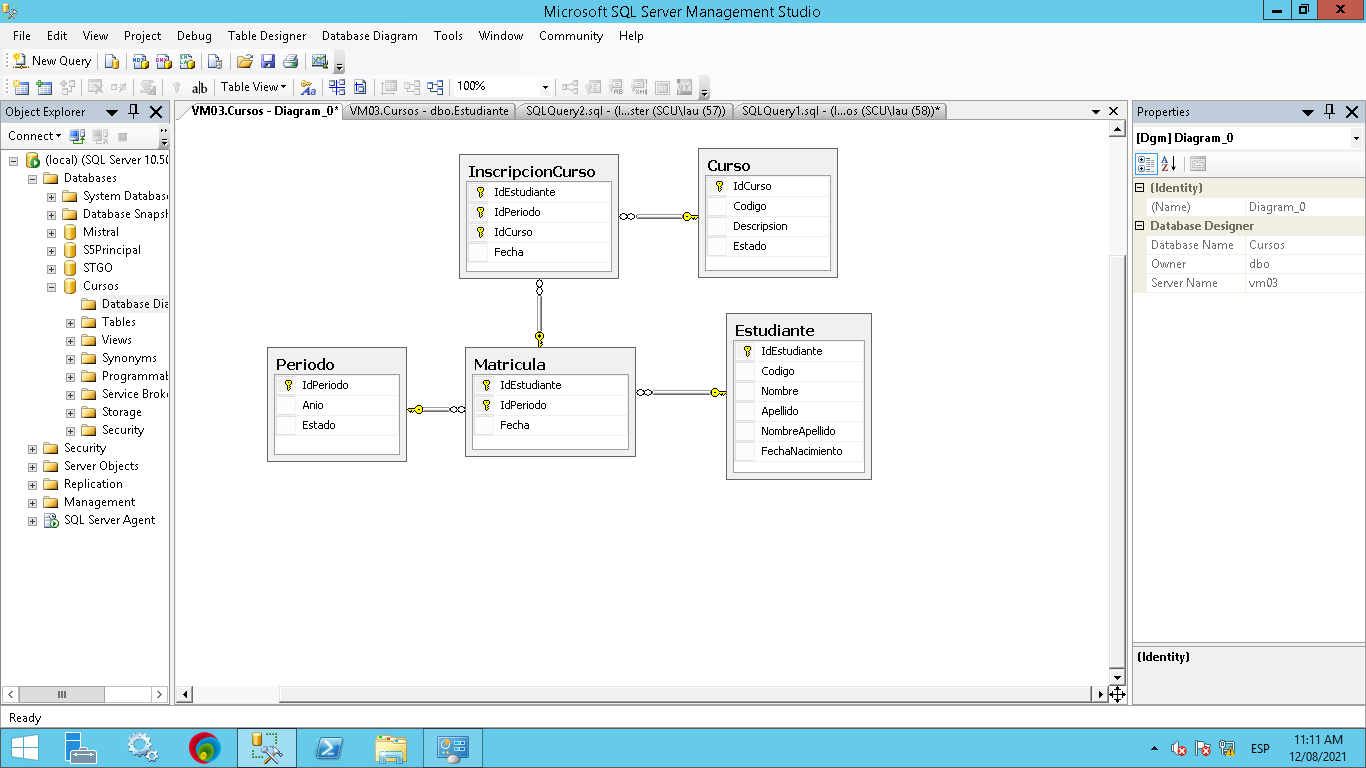 Microsoft SQL Server Management Studio
File Edit View Project Debug Table Designer Database Diagram Tools Window Community Help
New Query
Table View 100%
Object Explorer
Connect
(local) (SQL Server 10.50
Databases
System Database
Database Snapsh
Mistral
S5Principal
STGO
Cursos
Database Dia
Tables
Views
Synonyms
Programmab
Service Broke
Storage
Security
Security
Server Objects
Replication
Management
SQL Server Agent
VM03.Cursos - Diagram_0* VM03.Cursos - dbo.Estudiante SQLQuery2.sql - (l...ster (SCU\lau (57)) SQLQuery1.sql - (l...os (SCU\lau (58))*
InscripcionCurso
IdEstudiante
IdPeriodo
IdCurso
Fecha
Curso
IdCurso
Codigo
Descripsion
Estado
Periodo
IdPeriodo
Anio
Estado
Matricula
IdEstudiante
IdPeriodo
Fecha
Estudiante
IdEstudiante
Codigo
Nombre
Apellido
NombreApellido
FechaNacimiento
Properties
[Dgm] Diagram_0
(Identity)
(Name) Diagram_0
Database Designer
Database Name Cursos
Owner dbo
Server Name vm03
(Identity)
Ready
ESP
11:11 AM
12/08/2021